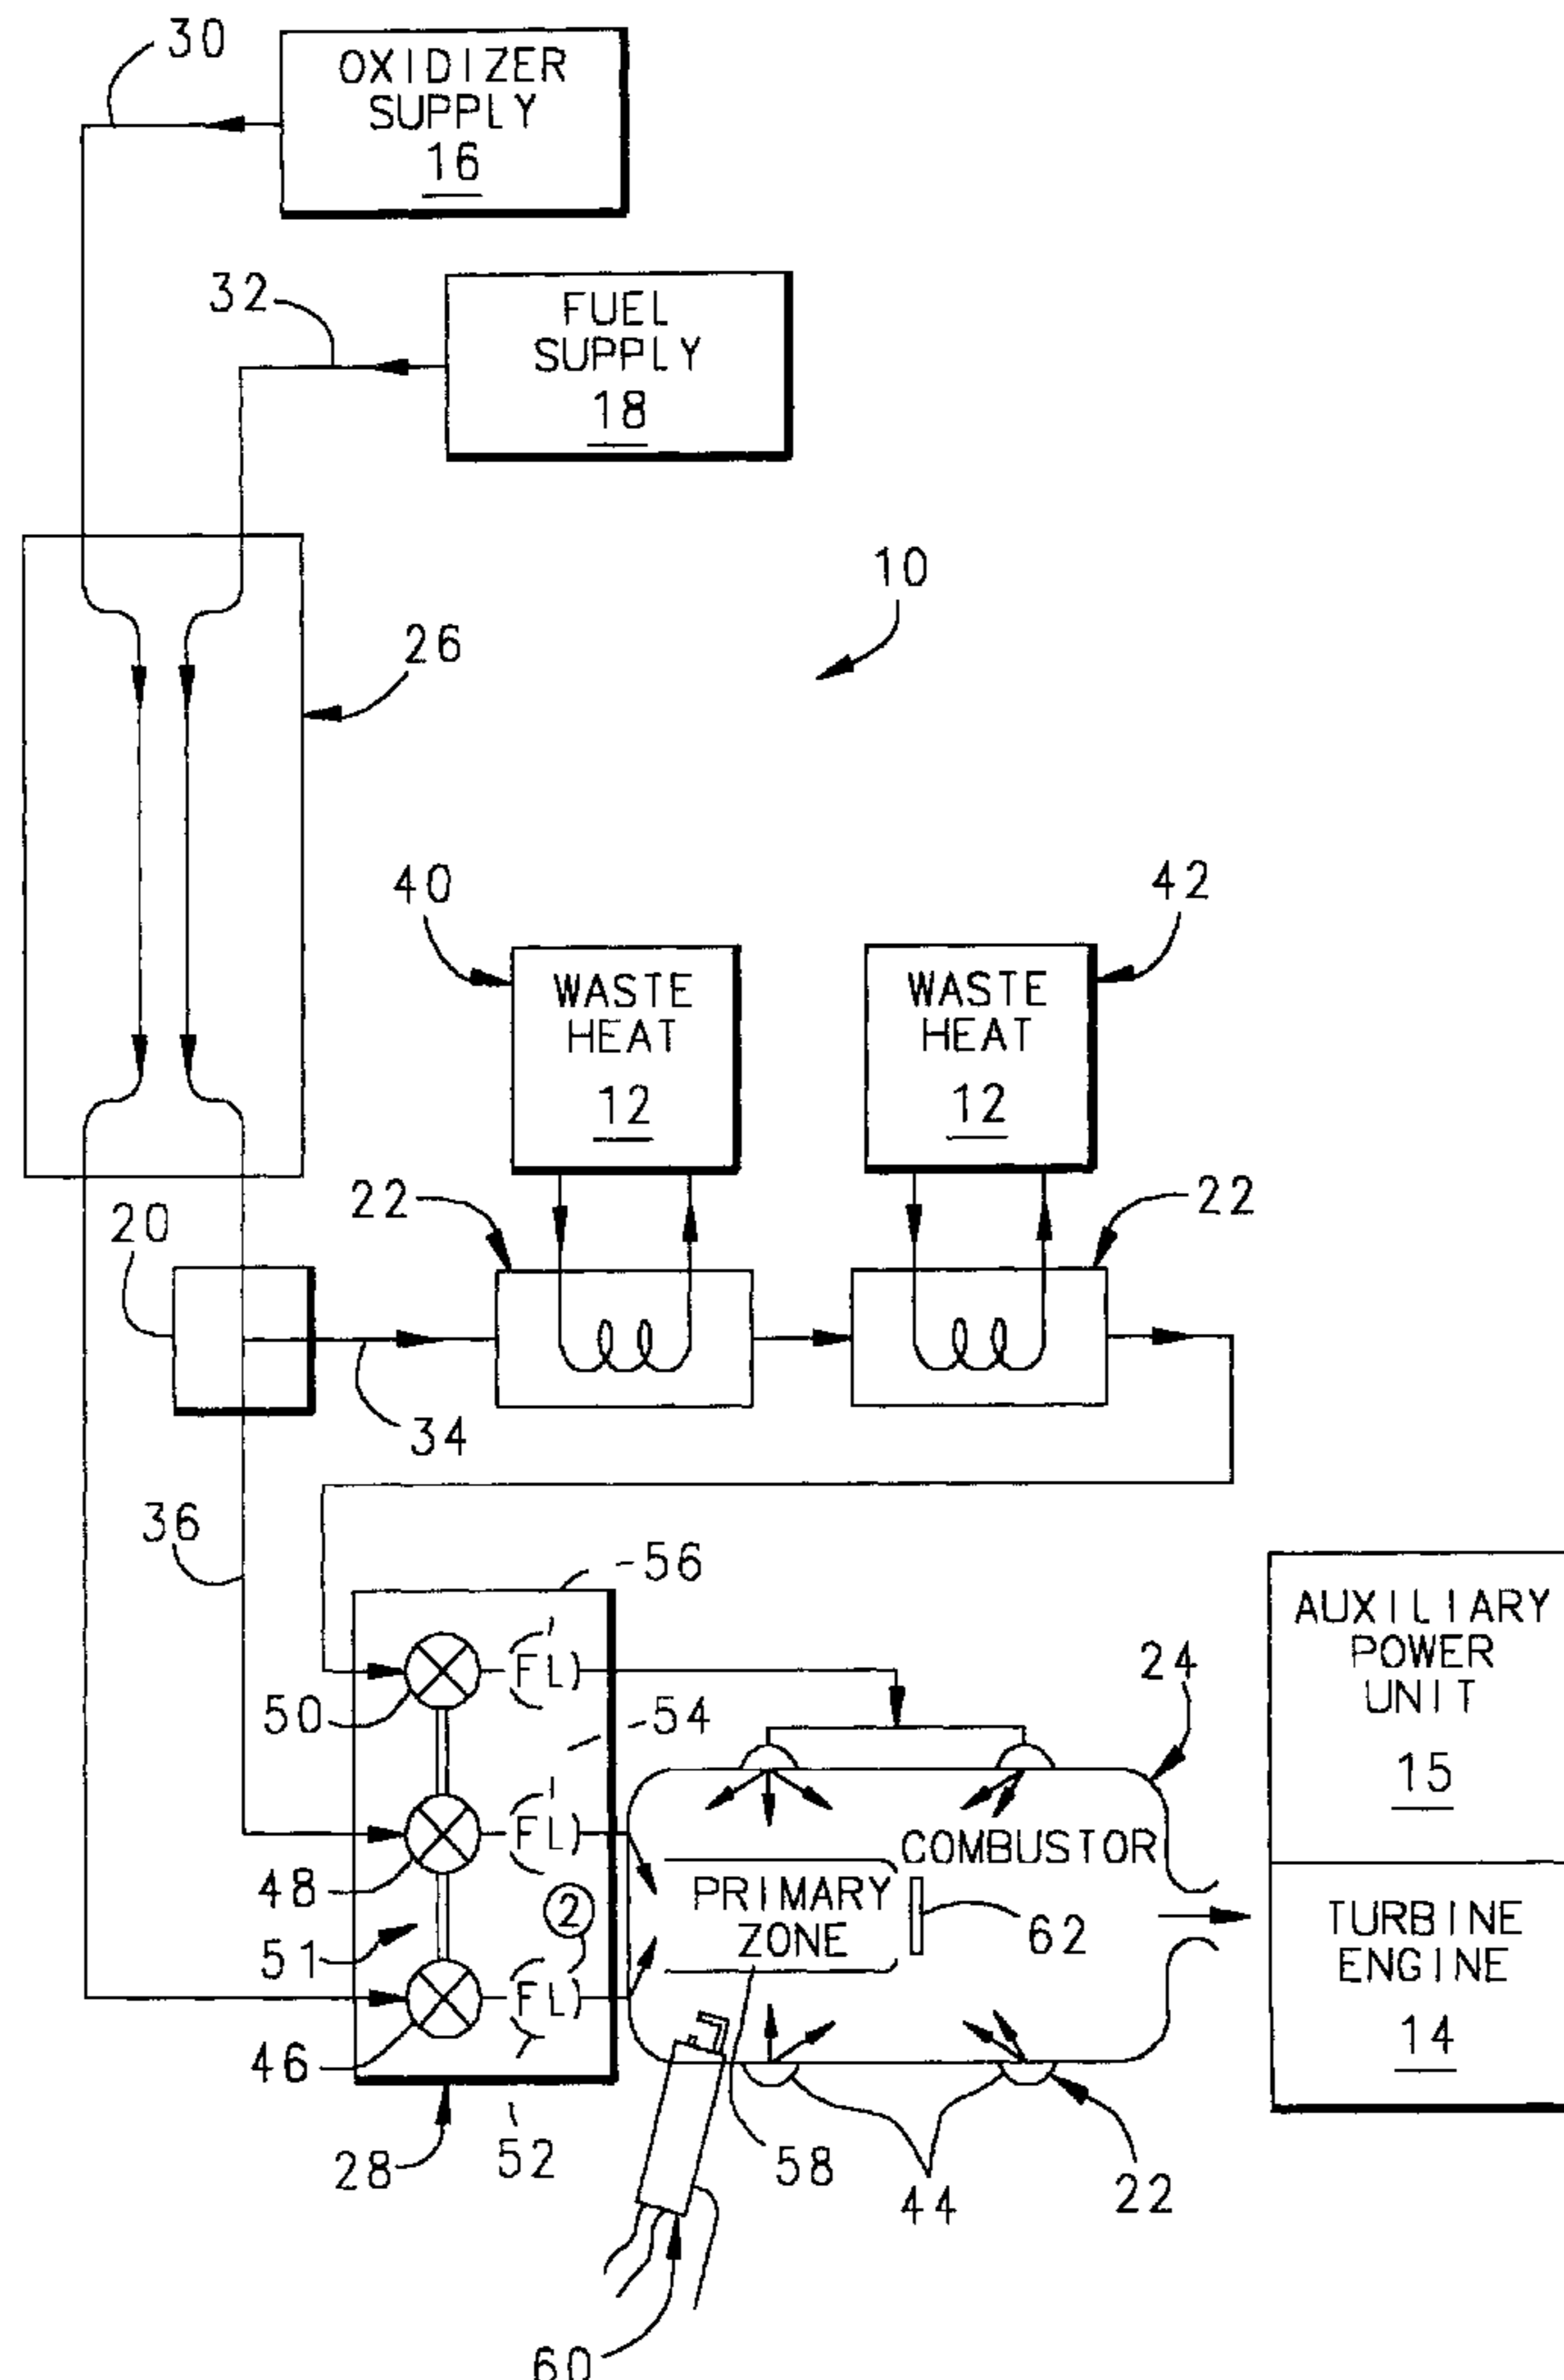 30
OXIDIZER
SUPPLY
16
32
FUEL
SUPPLY
18
10
26
40
42
WASTE
HEAT
12
WASTE
HEAT
12
20
22
22
34
36
56
50
FL
54
24
AUXILIARY
POWER
UNIT
15
48
FL
COMBUSTOR
PRIMARY
ZONE
2
62
51
TURBINE
ENGINE
14
46
FL
28
52
58
44
22
60